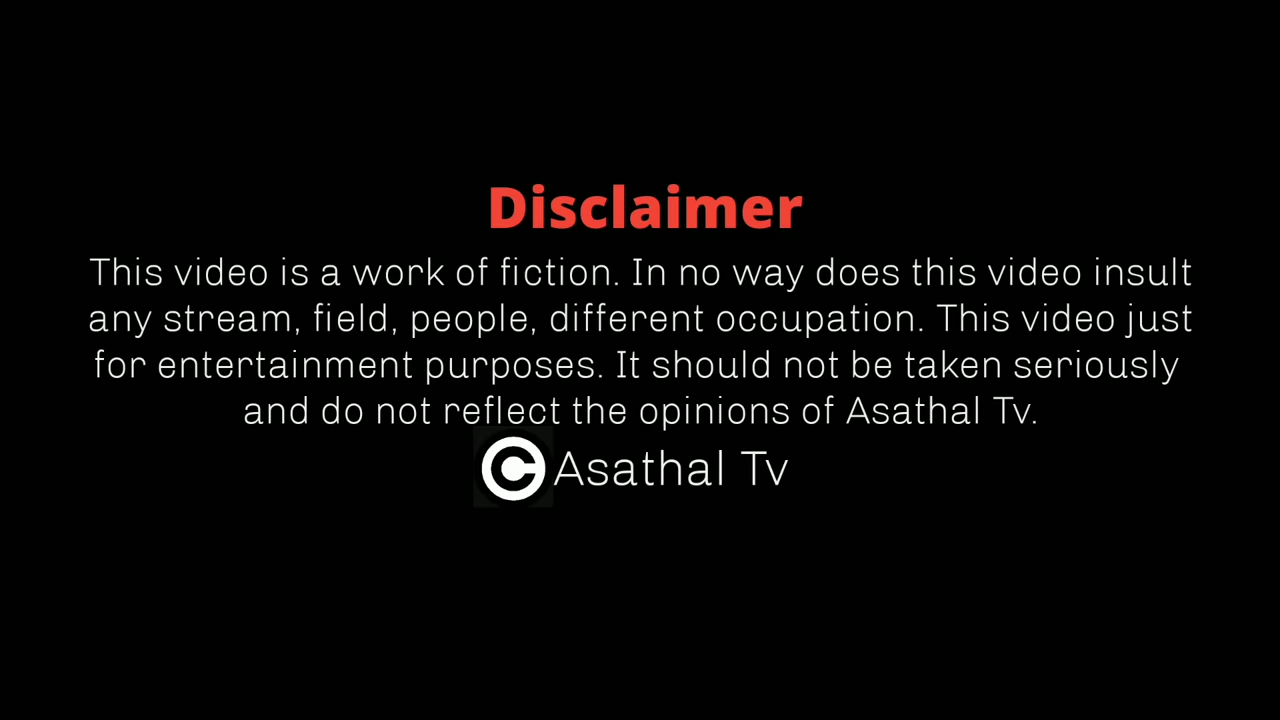 Disclaimer
This video is a work of fiction. In no way does this video insult
any stream, field, people, different occupation. This video just
for entertainment purposes. It should not be taken seriously
and do not reflect the opinions of Asathal Tv.
© Asathal Tv